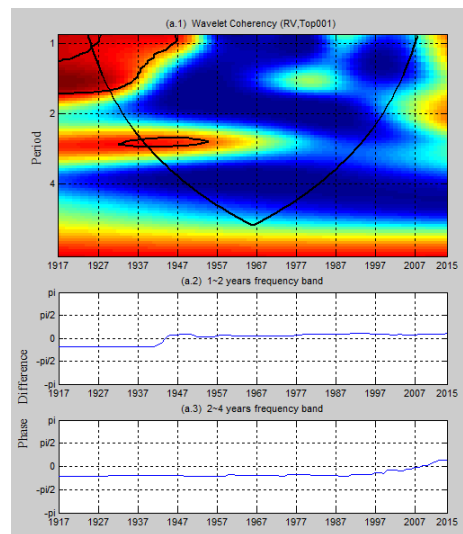 (a.1) Wavelet Coherency (RV,Top001)
1
2
4
Period
1917 1927 1937 1947 1957 1967 1977 1987 1997 2007 2015
(a.2) 1~2 years frequency band
pi
pi/2
0
-pi/2
-pi
1917 1927 1937 1947 1957 1967 1977 1987 1997 2007 2015
(a.3) 2~4 years frequency band
pi
pi/2
0
-pi/2
-pi
1917 1927 1937 1947 1957 1967 1977 1987 1997 2007 2015
Phase Difference